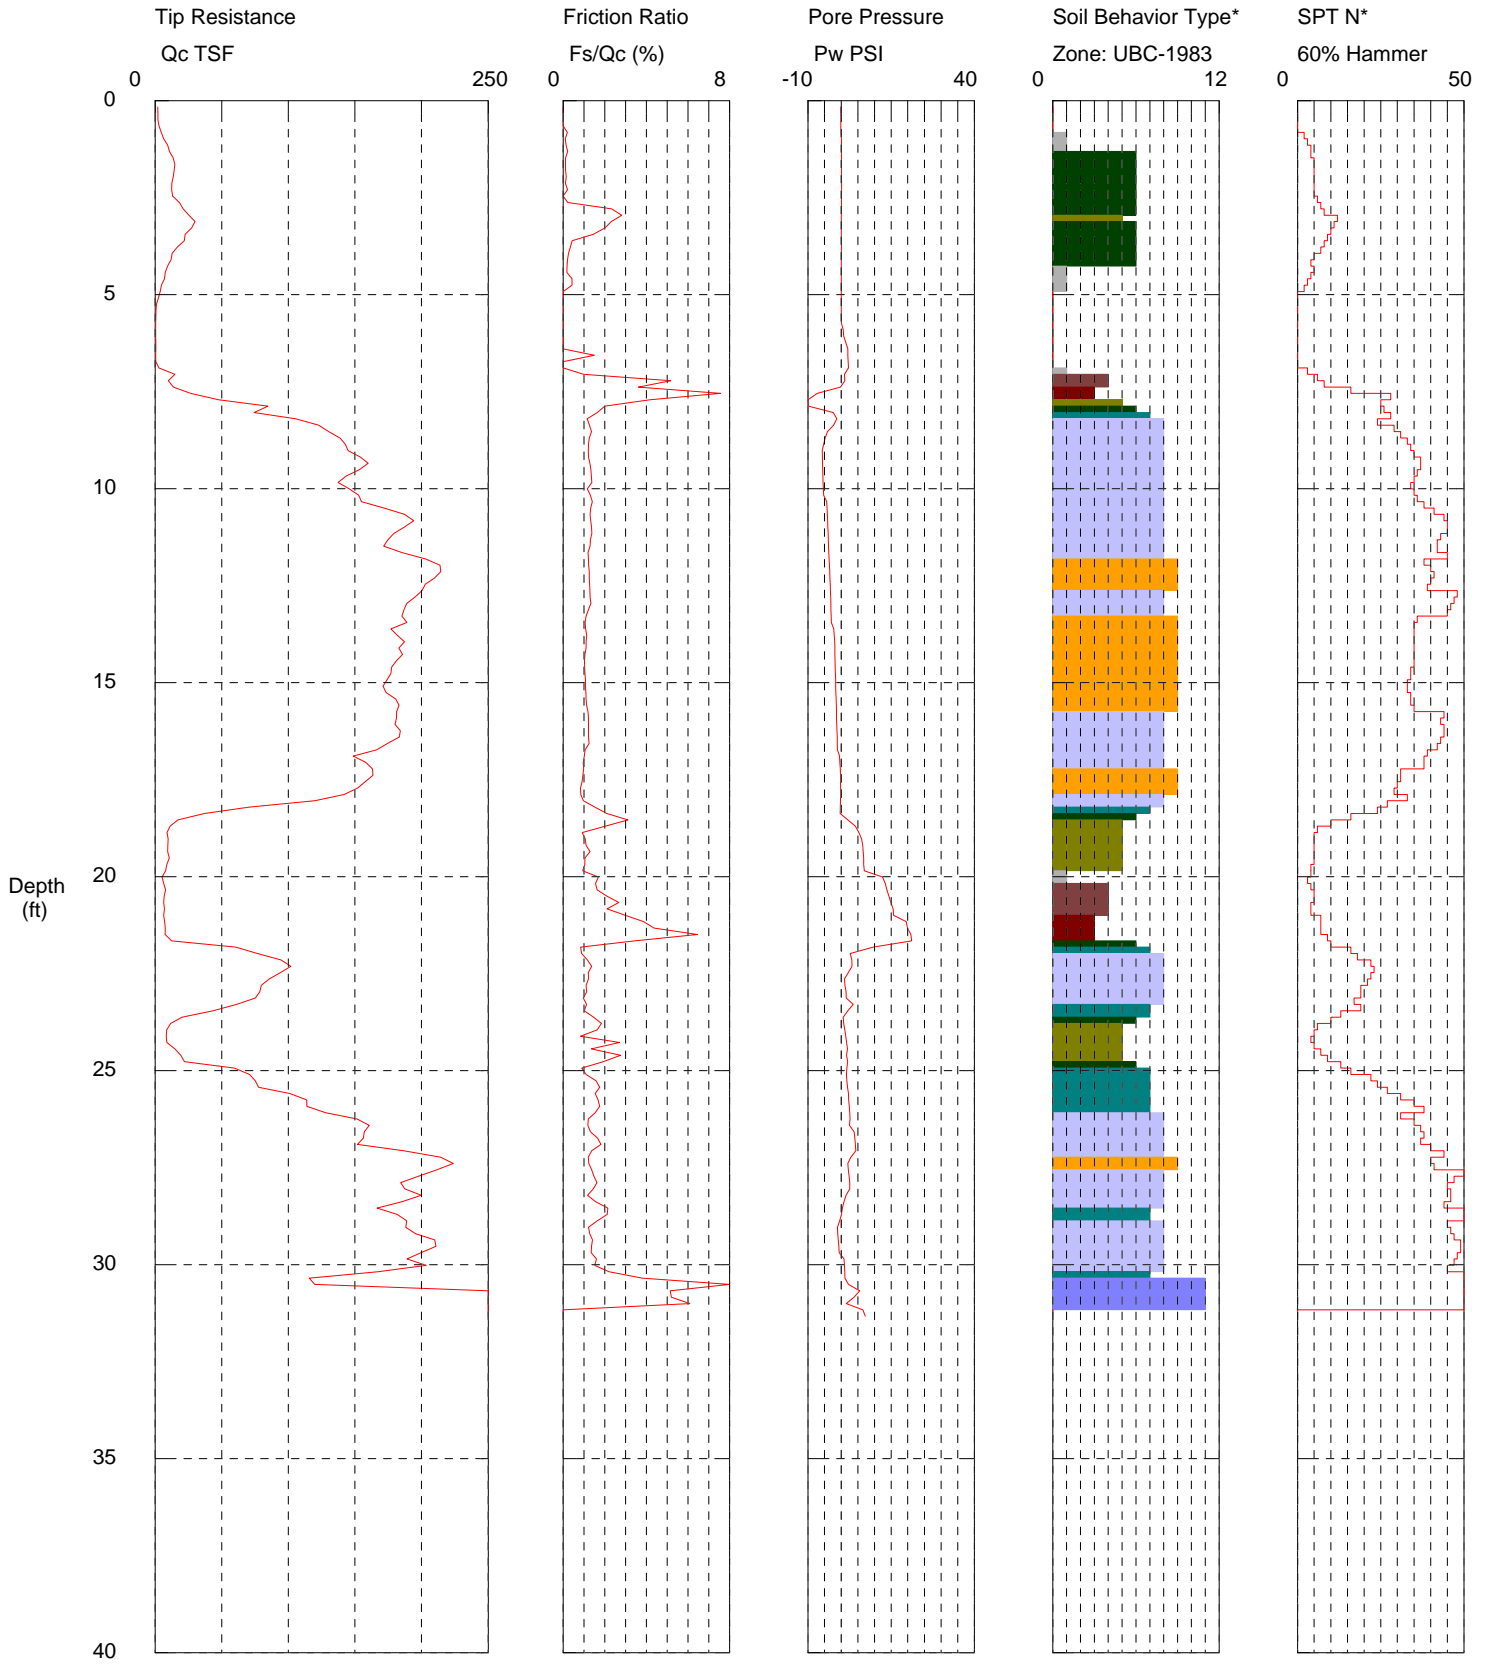 Tip Resistance
Friction Ratio
Pore Pressure
Soil Behavior Type*
SPT N*
Qc TSF
Fs/Qc (%)
Pw PSI
Zone: UBC-1983
60% Hammer
0 250
0 8
-10 40
0 12
0 50
0
5
10
15
20
Depth
(ft)
25
30
35
40